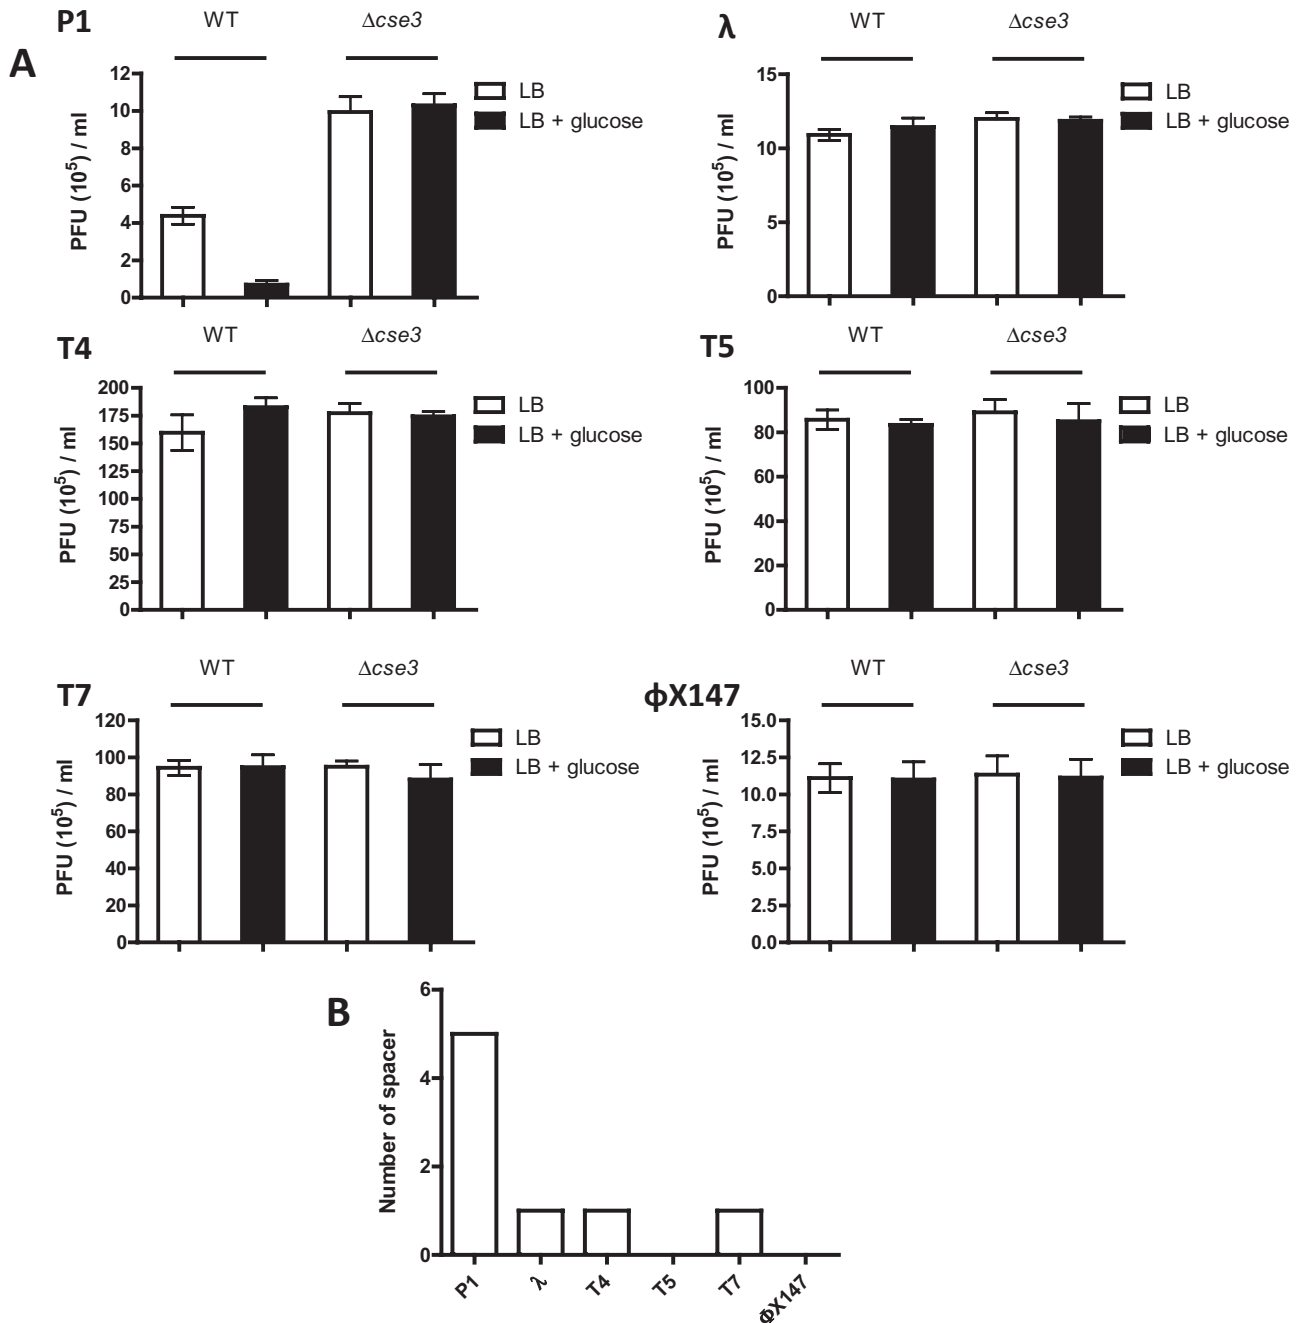 P1
WT
Δcse3
A
PFU (10⁵) / ml
12
10
8
6
4
2
0
LB
LB + glucose
λ
WT
Δcse3
PFU (10⁵) / ml
15
10
5
0
LB
LB + glucose
T4
WT
Δcse3
PFU (10⁵) / ml
200
175
150
125
100
75
50
25
0
LB
LB + glucose
T5
WT
Δcse3
PFU (10⁵) / ml
100
80
60
40
20
0
LB
LB + glucose
T7
WT
Δcse3
PFU (10⁵) / ml
120
100
80
60
40
20
0
LB
LB + glucose
ϕX147
WT
Δcse3
PFU (10⁵) / ml
15.0
12.5
10.0
7.5
5.0
2.5
0.0
LB
LB + glucose
B
Number of spacer
6
4
2
0
P1
λ
T4
T5
T7
ΦX147